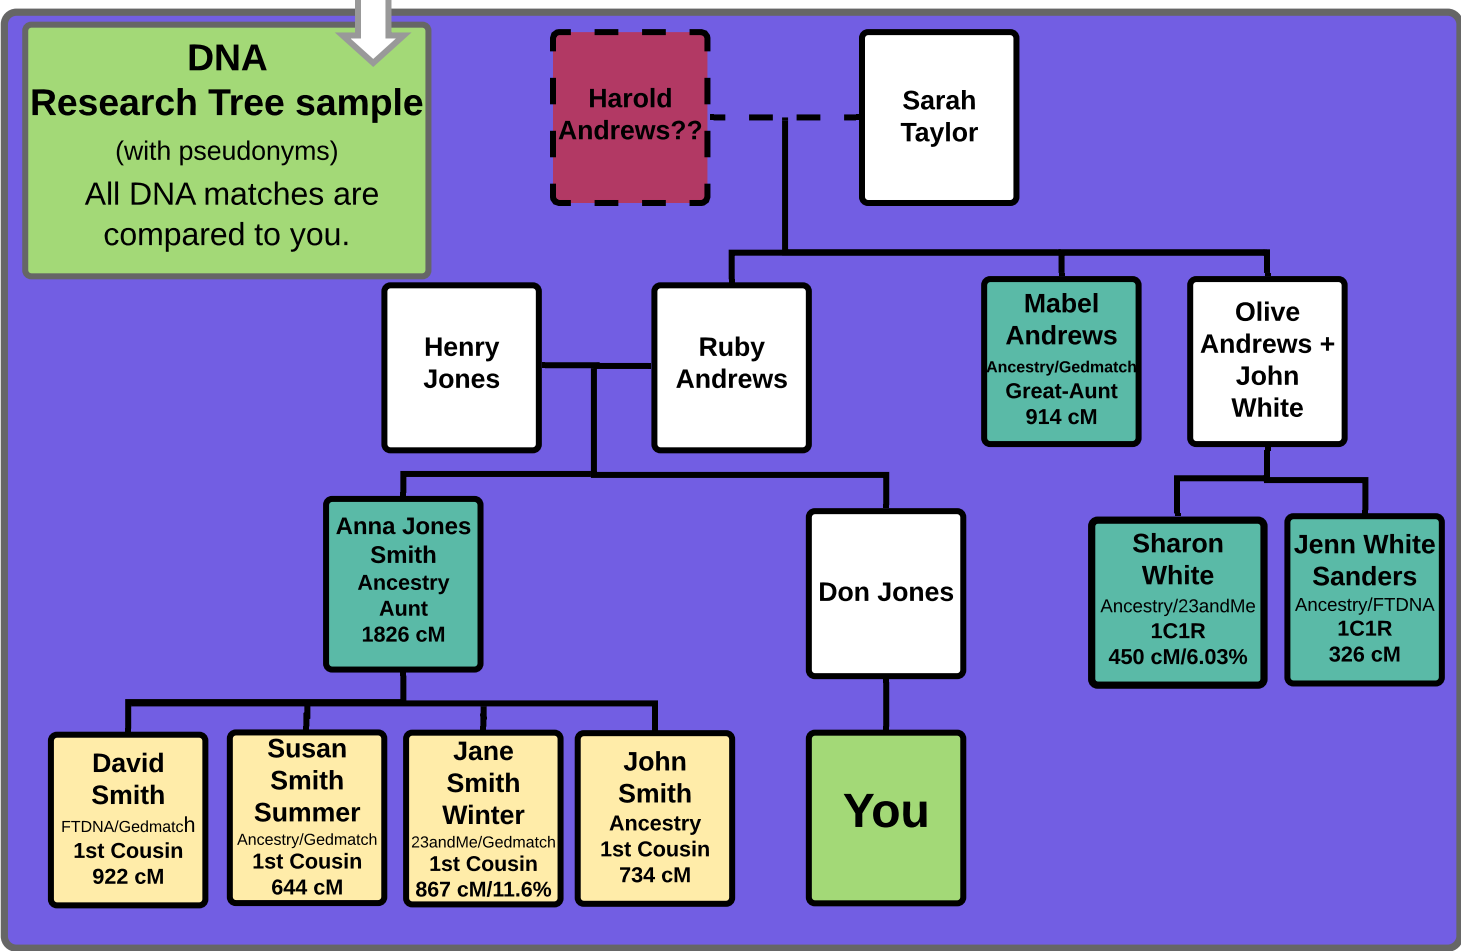 DNA
Research Tree sample
(with pseudonyms)
All DNA matches are
compared to you.
Harold
Andrews??
Sarah
Taylor
Henry
Jones
Ruby
Andrews
Mabel
Andrews
Ancestry/Gedmatch
Great-Aunt
914 cM
Olive
Andrews +
John
White
Anna Jones
Smith
Ancestry
Aunt
1826 cM
Don Jones
Sharon
White
Ancestry/23andMe
1C1R
450 cM/6.03%
Jenn White
Sanders
Ancestry/FTDNA
1C1R
326 cM
David
Smith
FTDNA/Gedmatch
1st Cousin
922 cM
Susan
Smith
Summer
Ancestry/Gedmatch
1st Cousin
644 cM
Jane
Smith
Winter
23andMe/Gedmatch
1st Cousin
867 cM/11.6%
John
Smith
Ancestry
1st Cousin
734 cM
You